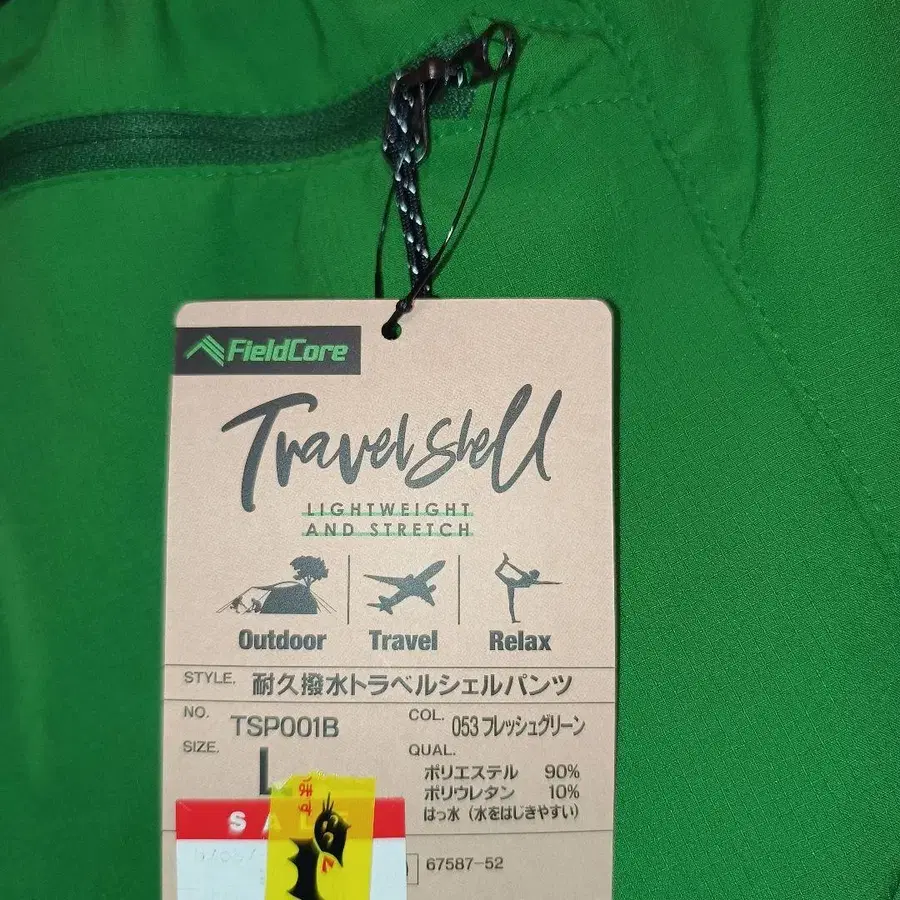 FieldCore
Travel Shell
LIGHTWEIGHT
AND STRETCH
Outdoor
Travel
Relax
STYLE. 耐久撥水トラベルシェルパンツ
NO. TSP001B
COL. 053 フレッシュグリーン
SIZE. L
QUAL.
ポリエステル 90%
ポリウレタン 10%
はっ水 (水をはじきやすい)
SALE
ます
67587-52